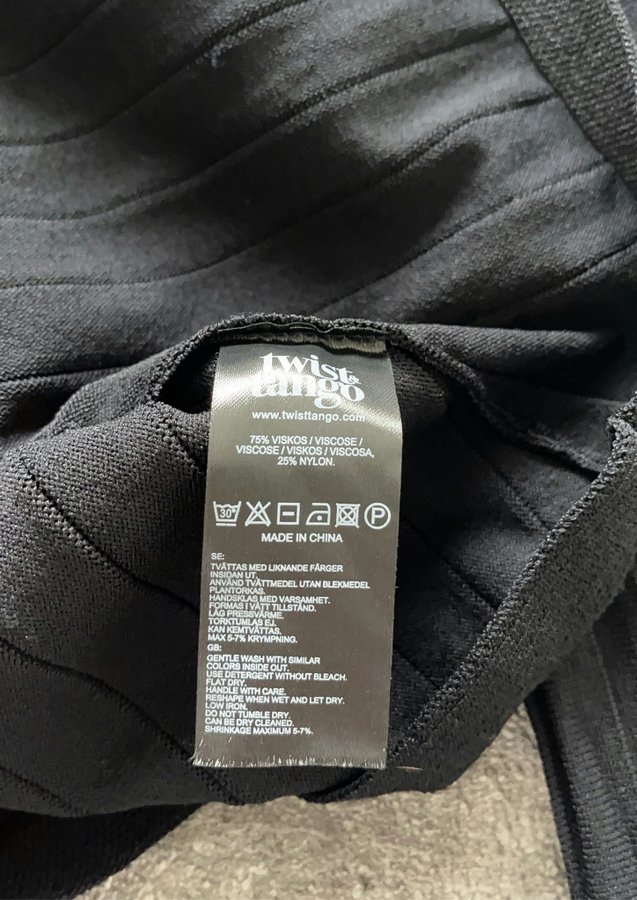 twist &
tango
www.twisttango.com
75% VISKOS / VISCOSE /
VISCOSE / VISKOS / VISCOSA,
25% NYLON.
30°
P
MADE IN CHINA
SE:
TVÄTTAS MED LIKNANDE FÄRGER
INSIDAN UT.
ANVÄND TVÄTTMEDEL UTAN BLEKMEDEL
PLANTORKAS.
HANDSKLAS MED VARSAMHET.
FORMAS I VÅTT TILLSTÅND.
LÅG PRESSVÄRME.
TORKTUMLAS EJ.
KAN KEMTVÄTTAS.
MAX 5-7% KRYMPNING.
GB:
GENTLE WASH WITH SIMILAR
COLORS INSIDE OUT.
USE DETERGENT WITHOUT BLEACH.
FLAT DRY.
HANDLE WITH CARE.
RESHAPE WHEN WET AND LET DRY.
LOW IRON.
DO NOT TUMBLE DRY.
CAN BE DRY CLEANED.
SHRINKAGE MAXIMUM 5-7%.